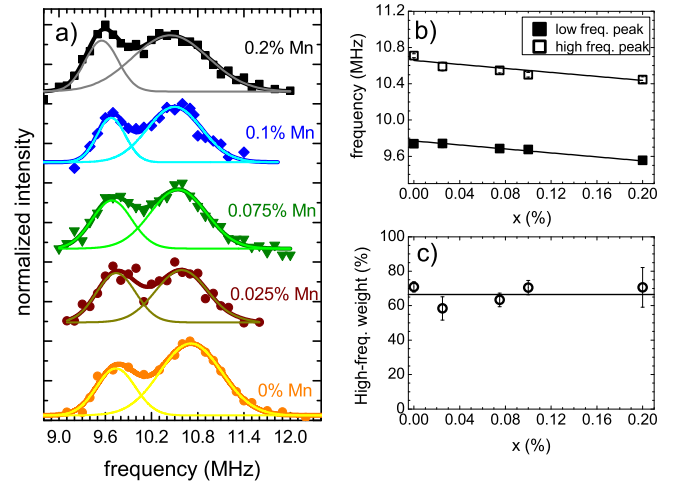 a)
0.2% Mn
0.1% Mn
0.075% Mn
0.025% Mn
0% Mn
normalized intensity
9.0 9.6 10.2 10.8 11.4 12.0
frequency (MHz)
b)
low freq. peak
high freq. peak
frequency (MHz)
11.2
10.8
10.4
10.0
9.6
0.00 0.04 0.08 0.12 0.16 0.20
x (%)
c)
High-freq. weight (%)
100
80
60
40
20
0
0.00 0.04 0.08 0.12 0.16 0.20
x (%)